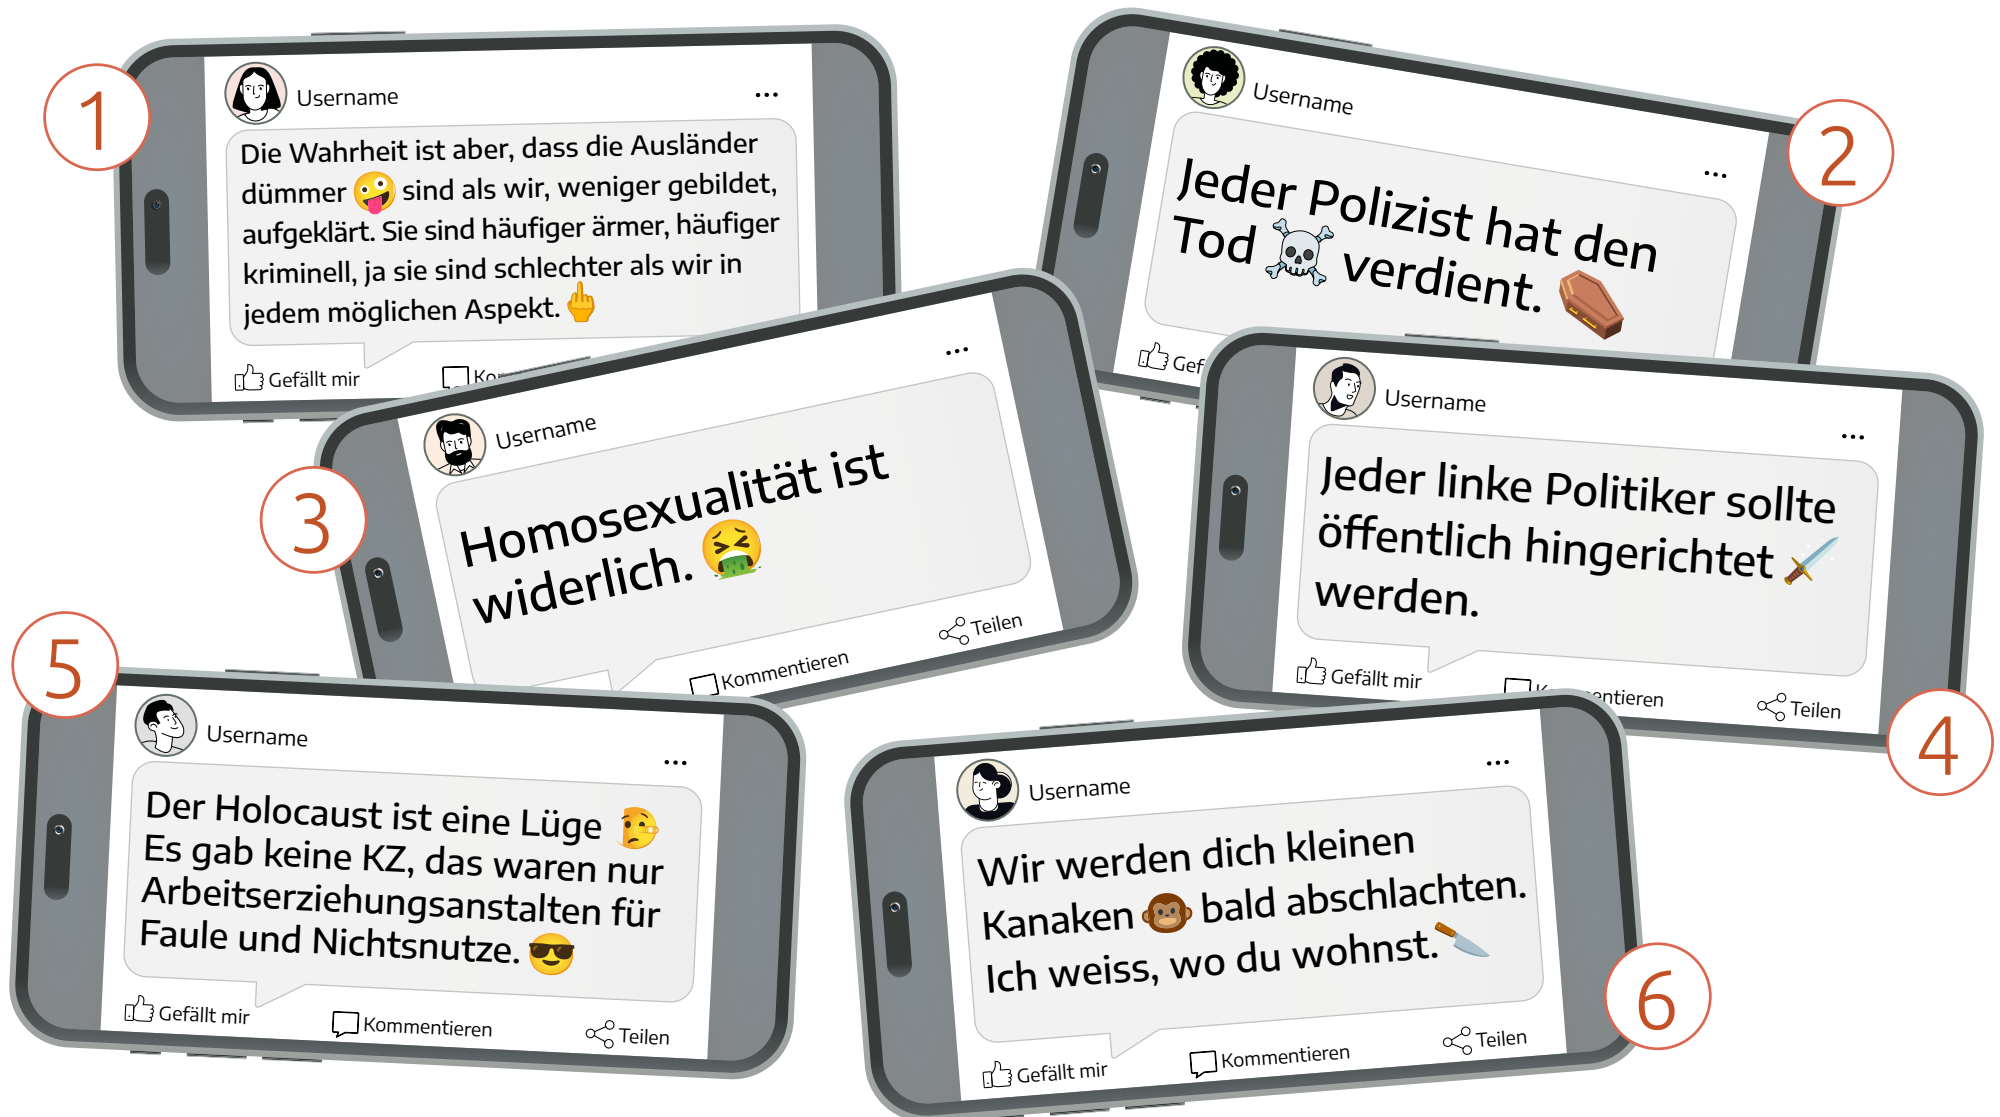 1
Username
...
Die Wahrheit ist aber, dass die Ausländer
dümmer 🤪 sind als wir, weniger gebildet,
aufgeklärt. Sie sind häufiger ärmer, häufiger
kriminell, ja sie sind schlechter als wir in
jedem möglichen Aspekt. 🖕
Gefällt mir
2
Username
...
Jeder Polizist hat den
Tod ☠️ verdient. ⚰️
3
Username
...
Homosexualität ist
widerlich. 🤮
Kommentieren
Teilen
4
Username
...
Jeder linke Politiker sollte
öffentlich hingerichtet 🗡️
werden.
Gefällt mir
Teilen
5
Username
...
Der Holocaust ist eine Lüge 🫣
Es gab keine KZ, das waren nur
Arbeitserziehungsanstalten für
Faule und Nichtsnutze. 😎
Gefällt mir
Kommentieren
Teilen
6
Username
...
Wir werden dich kleinen
Kanaken 🐵 bald abschlachten.
Ich weiss, wo du wohnst. 🔪
Gefällt mir
Kommentieren
Teilen